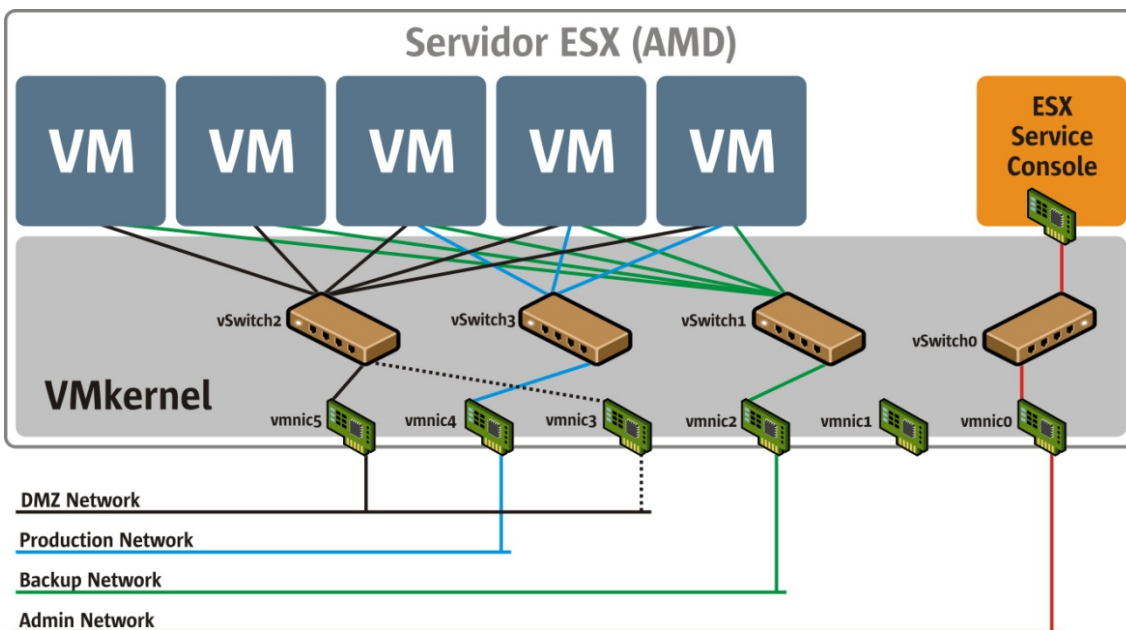 Servidor ESX (AMD)
VM
VM
VM
VM
VM
ESX
Service
Console
vSwitch2
vSwitch3
vSwitch1
vSwitch0
VMkernel
vmnic5
vmnic4
vmnic3
vmnic2
vmnic1
vmnic0
DMZ Network
Production Network
Backup Network
Admin Network